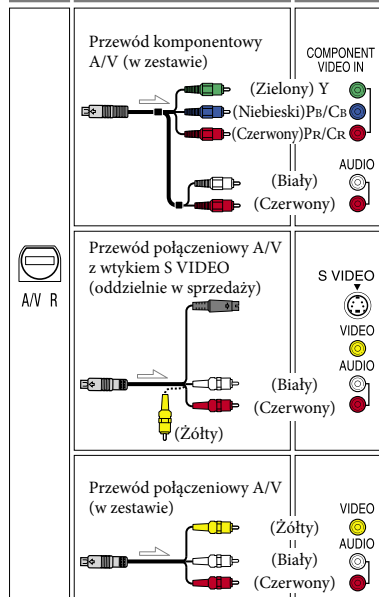 Przewód komponentowy
A/V (w zestawie)
COMPONENT
VIDEO IN
(Zielony) Y
(Niebieski)PB/CB
(Czerwony)PR/CR
AUDIO
(Biały)
(Czerwony)
A/V R
Przewód połączeniowy A/V
z wtykiem S VIDEO
(oddzielnie w sprzedaży)
S VIDEO
VIDEO
AUDIO
(Biały)
(Czerwony)
(Żółty)
Przewód połączeniowy A/V
(w zestawie)
VIDEO
(Żółty)
AUDIO
(Biały)
(Czerwony)